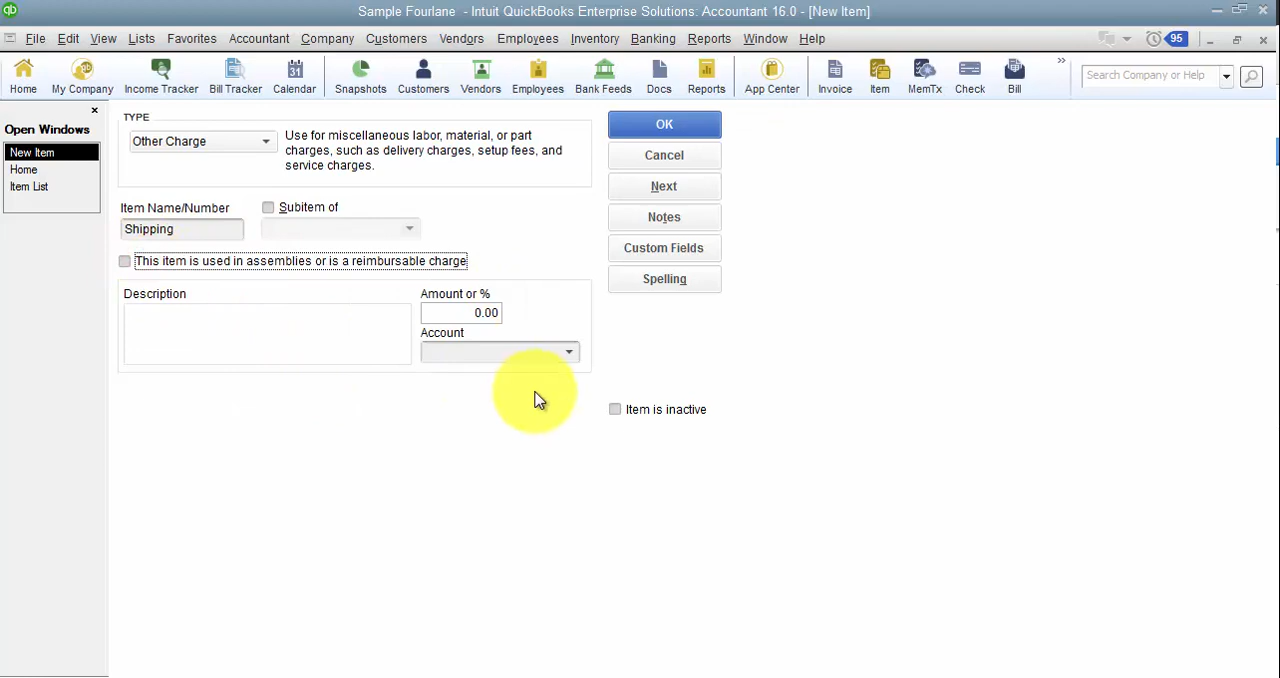 Sample Fourlane - Intuit QuickBooks Enterprise Solutions: Accountant 16.0 - [New Item]
File Edit View Lists Favorites Accountant Company Customers Vendors Employees Inventory Banking Reports Window Help 95
Home My Company Income Tracker Bill Tracker Calendar Snapshots Customers Vendors Employees Bank Feeds Docs Reports App Center Invoice Item MemTx Check Bill Search Company or Help
Open Windows
New Item
Home
Item List
TYPE
Other Charge
Use for miscellaneous labor, material, or part
charges, such as delivery charges, setup fees, and
service charges.
Item Name/Number Subitem of
Shipping
This item is used in assemblies or is a reimbursable charge
Description Amount or %
0.00
Account
OK
Cancel
Next
Notes
Custom Fields
Spelling
Item is inactive